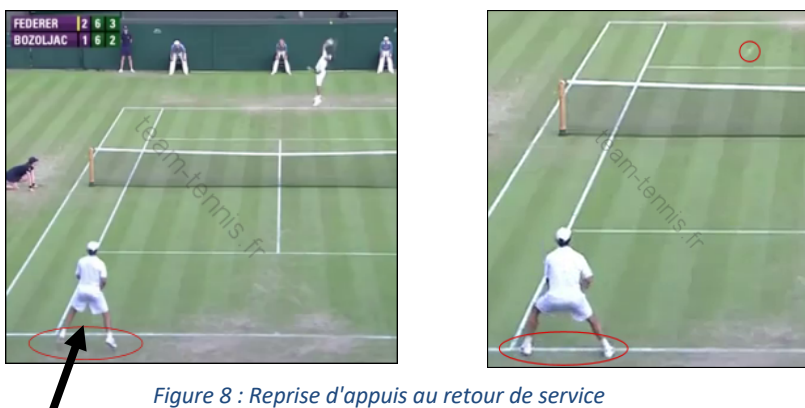 FEDERER 2 6 3
BOZOLJAC 1 6 2
team-tennis.fr
team-tennis.fr
Figure 8 : Reprise d'appuis au retour de service